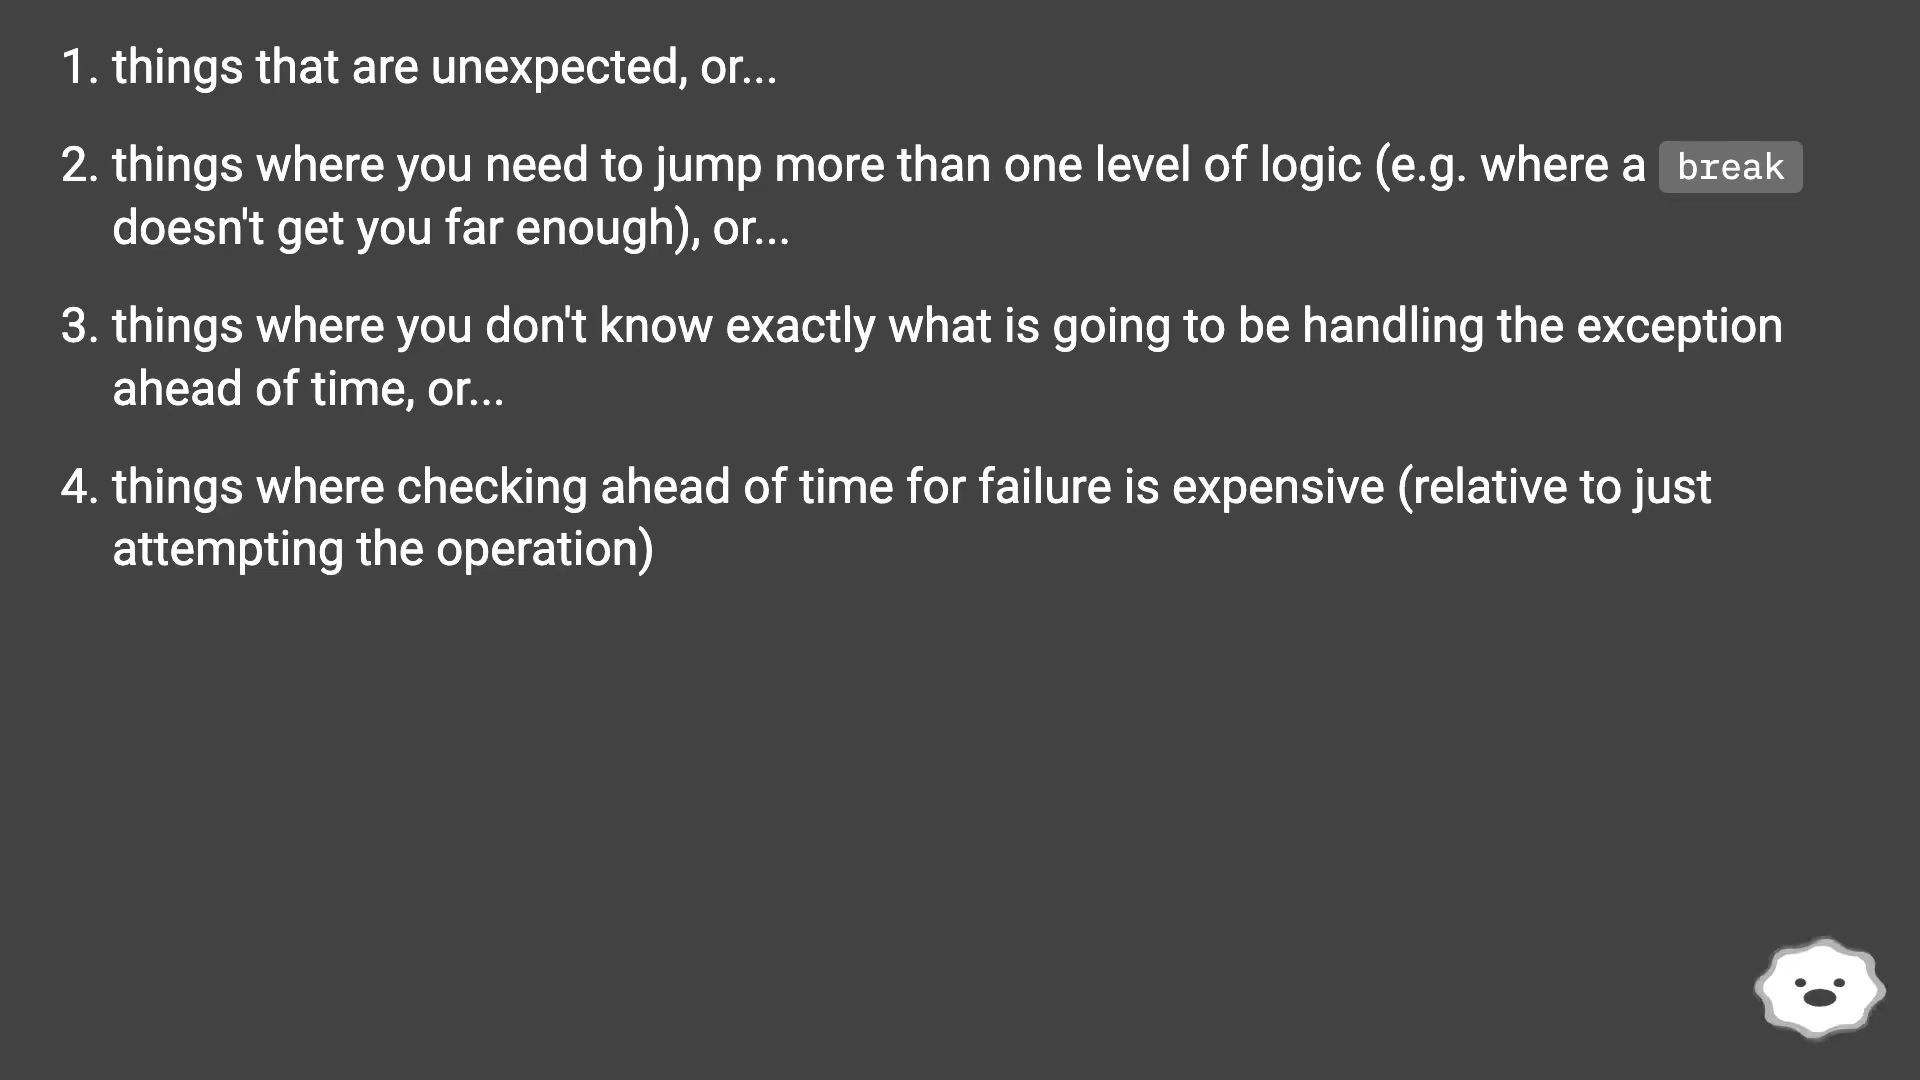 1. things that are unexpected, or...
2. things where you need to jump more than one level of logic (e.g. where a break
doesn't get you far enough), or...
3. things where you don't know exactly what is going to be handling the exception
ahead of time, or...
4. things where checking ahead of time for failure is expensive (relative to just
attempting the operation)